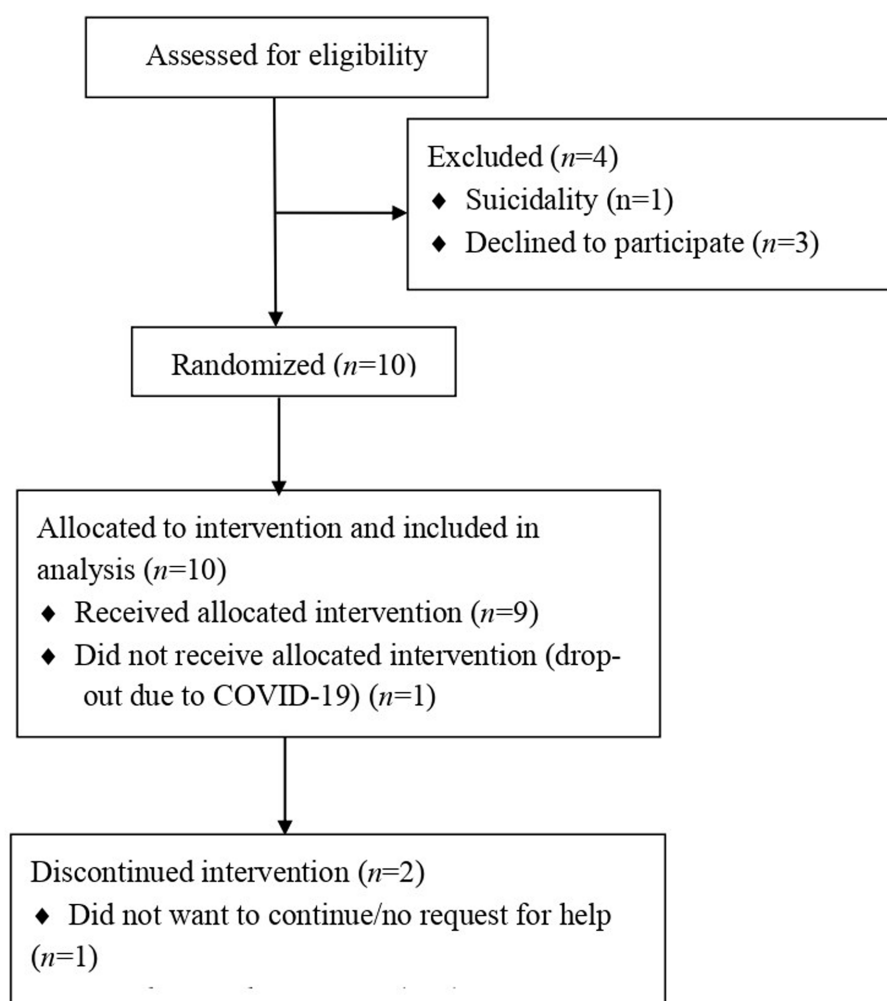 Assessed for eligibility
Excluded (n=4)
♦ Suicidality (n=1)
♦ Declined to participate (n=3)
Randomized (n=10)
Allocated to intervention and included in
analysis (n=10)
♦ Received allocated intervention (n=9)
♦ Did not receive allocated intervention (drop-
out due to COVID-19) (n=1)
Discontinued intervention (n=2)
♦ Did not want to continue/no request for help
(n=1)